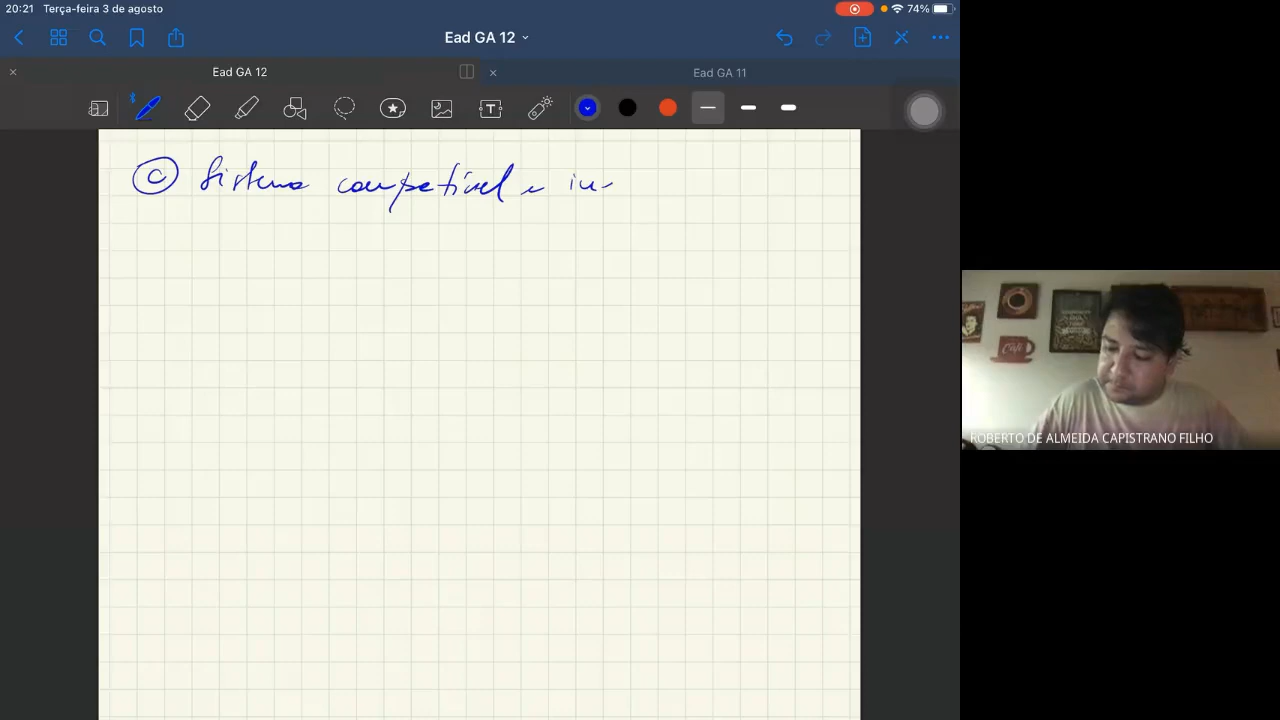 20:21 Terça-feira 3 de agosto 74%
Ead GA 12
Ead GA 12
Ead GA 11
T
C Sistema compatível e in
Café
ROBERTO DE ALMEIDA CAPISTRANO FILHO